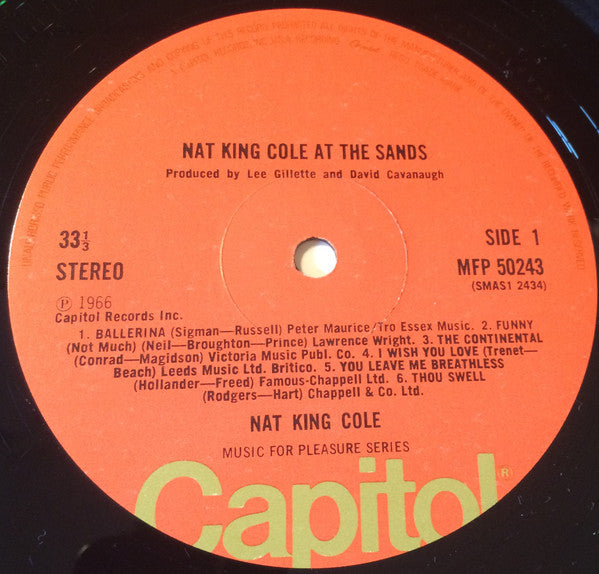 NAT KING COLE AT THE SANDS
Produced by Lee Gillette and David Cavanaugh
33⅓
STEREO
SIDE 1
MFP 50243
(SMAS1 2434)
Ⓟ 1966
Capitol Records Inc.
1. BALLERINA (Sigman—Russell) Peter Maurice/Tro Essex Music. 2. FUNNY
(Not Much) (Neil—Broughton—Prince) Lawrence Wright. 3. THE CONTINENTAL
(Conrad—Magidson) Victoria Music Publ. Co. 4. I WISH YOU LOVE (Trenet—
Beach) Leeds Music Ltd. Britico. 5. YOU LEAVE ME BREATHLESS
(Hollander—Freed) Famous-Chappell Ltd. 6. THOU SWELL
(Rodgers—Hart) Chappell & Co. Ltd.
NAT KING COLE
MUSIC FOR PLEASURE SERIES
Capitol®